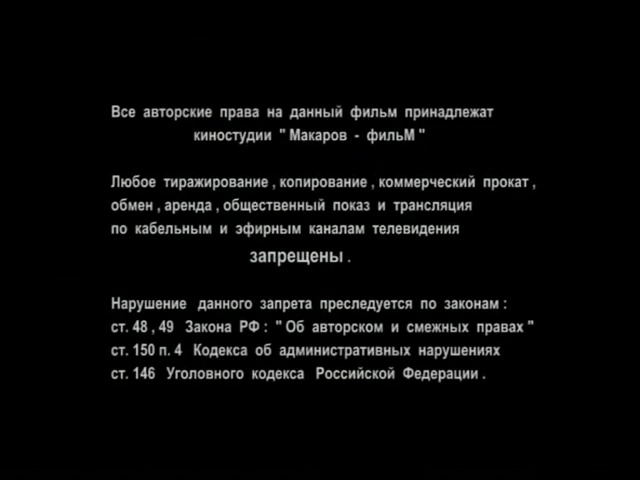 Все авторские права на данный фильм принадлежат
киностудии " Макаров - фильМ "
Любое тиражирование , копирование , коммерческий прокат ,
обмен , аренда , общественный показ и трансляция
по кабельным и эфирным каналам телевидения
запрещены .
Нарушение данного запрета преследуется по законам :
ст. 48 , 49 Закона РФ : " Об авторском и смежных правах "
ст. 150 п. 4 Кодекса об административных нарушениях
ст. 146 Уголовного кодекса Российской Федерации .